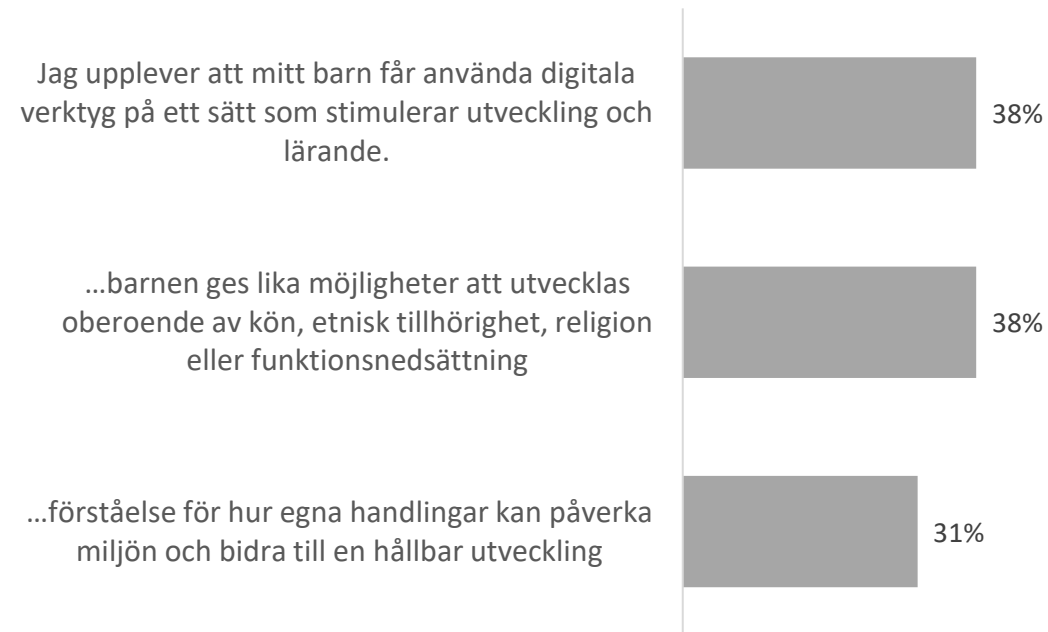 Jag upplever att mitt barn får använda digitala
verktyg på ett sätt som stimulerar utveckling och
lärande.
38%
…barnen ges lika möjligheter att utvecklas
oberoende av kön, etnisk tillhörighet, religion
eller funktionsnedsättning
38%
…förståelse för hur egna handlingar kan påverka
miljön och bidra till en hållbar utveckling
31%